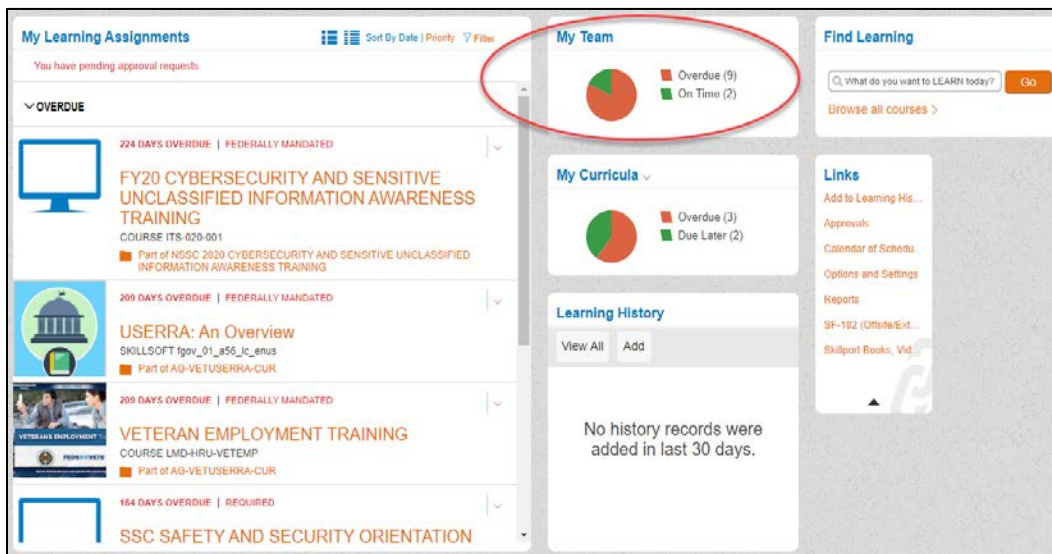 My Learning Assignments
Sort By Date | Priority Filter
You have pending approval requests
OVERDUE
224 DAYS OVERDUE | FEDERALLY MANDATED
FY20 CYBERSECURITY AND SENSITIVE
UNCLASSIFIED INFORMATION AWARENESS
TRAINING
COURSE ITS-020-001
Part of NSSC 2020 CYBERSECURITY AND SENSITIVE UNCLASSIFIED
INFORMATION AWARENESS TRAINING
209 DAYS OVERDUE | FEDERALLY MANDATED
USERRA: An Overview
SKILLSOFT fgov_01_a56_lc_enus
Part of AG-VETUSERRA-CUR
209 DAYS OVERDUE | FEDERALLY MANDATED
VETERAN EMPLOYMENT TRAINING
COURSE LMD-HRU-VETEMP
Part of AG-VETUSERRA-CUR
VETERANS EMPLOYMENT
164 DAYS OVERDUE | REQUIRED
SSC SAFETY AND SECURITY ORIENTATION
My Team
Overdue (9)
On Time (2)
My Curricula
Overdue (3)
Due Later (2)
Learning History
View All Add
No history records were
added in last 30 days.
Find Learning
What do you want to LEARN today? Go
Browse all courses >
Links
Add to Learning His...
Approvals
Calendar of Schedu...
Options and Settings
Reports
SF-182 (Offsite/Ext...
Skillport Books, Vid...